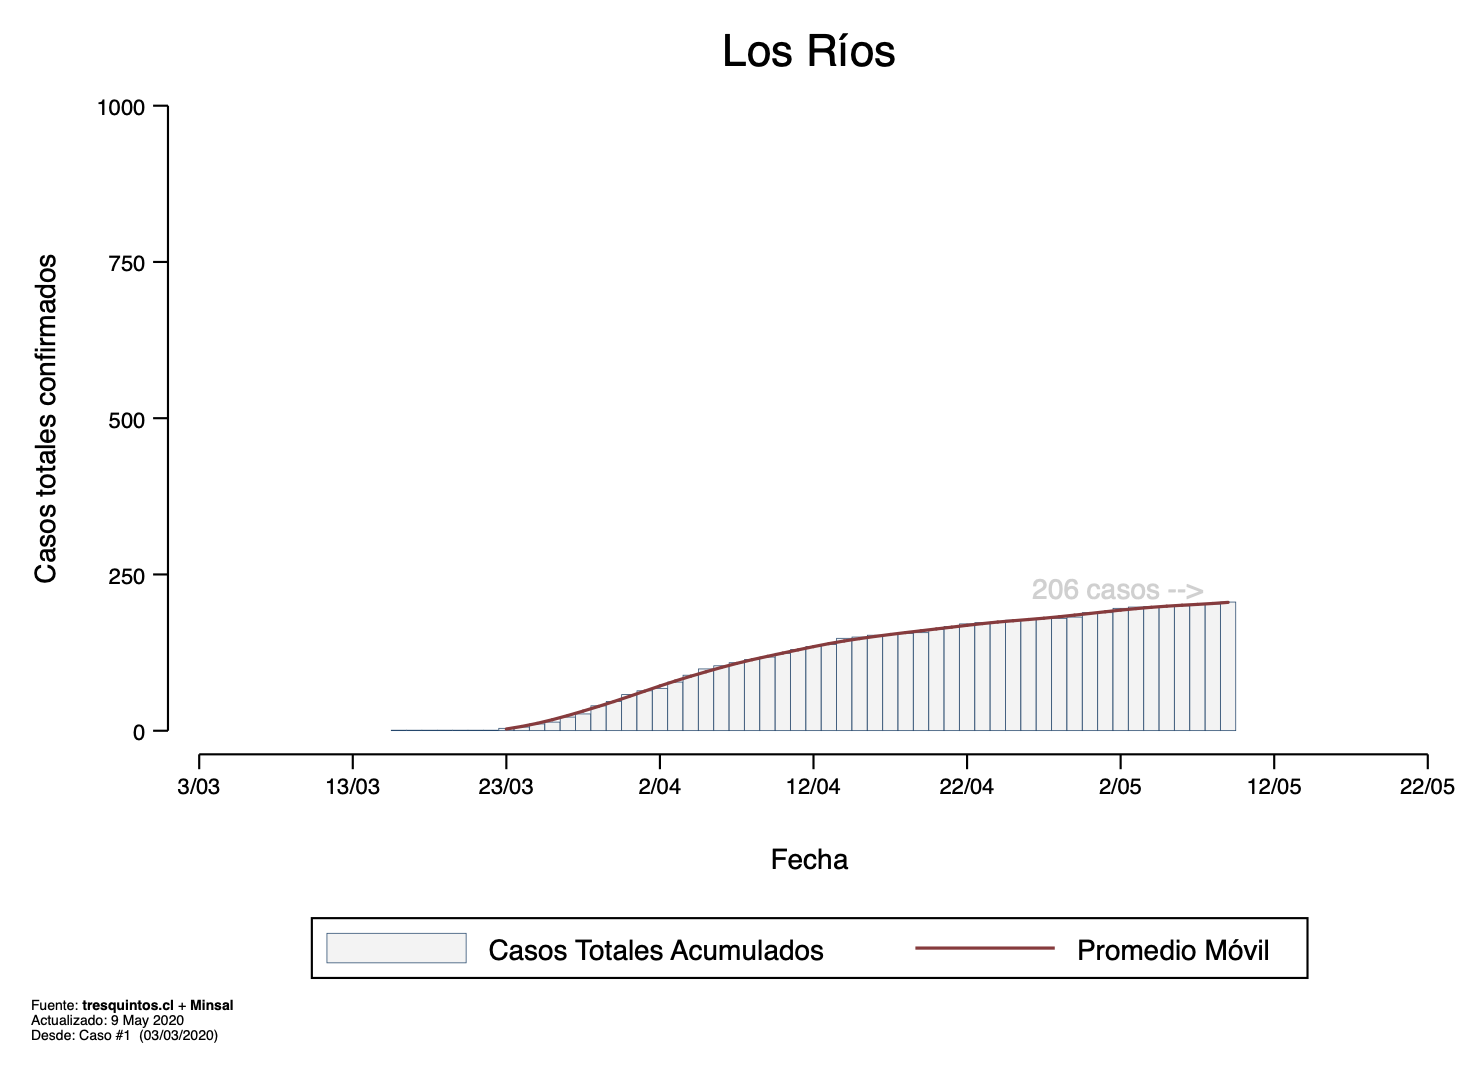 Los Ríos
1000
750
500
250
0
Casos totales confirmados
206 casos -->
3/03 13/03 23/03 2/04 12/04 22/04 2/05 12/05 22/05
Fecha
Casos Totales Acumulados Promedio Móvil
Fuente: tresquintos.cl + Minsal
Actualizado: 9 May 2020
Desde: Caso #1 (03/03/2020)